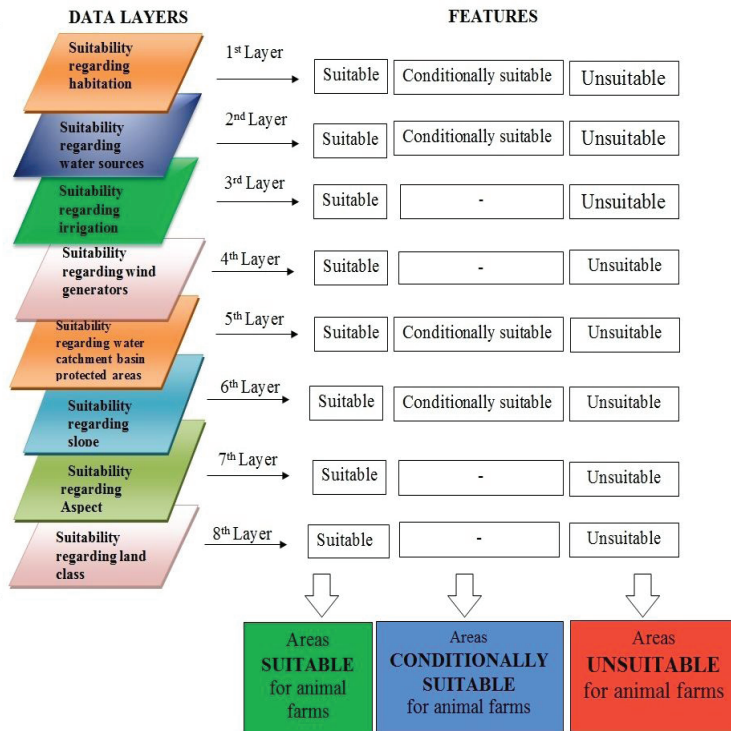 DATA LAYERS
FEATURES
Suitability
regarding
habitation
1st Layer
Suitable
Conditionally suitable
Unsuitable
Suitability
regarding
water sources
2nd Layer
Suitable
Conditionally suitable
Unsuitable
Suitability
regarding
irrigation
3rd Layer
Suitable
-
Unsuitable
Suitability
regarding wind
generators
4th Layer
Suitable
-
Unsuitable
Suitability
regarding water
catchment basin
protected areas
5th Layer
Suitable
Conditionally suitable
Unsuitable
Suitability
regarding
slope
6th Layer
Suitable
Conditionally suitable
Unsuitable
Suitability
regarding
Aspect
7th Layer
Suitable
-
Unsuitable
Suitability
regarding land
class
8th Layer
Suitable
-
Unsuitable
Areas
SUITABLE
for animal
farms
Areas
CONDITIONALLY
SUITABLE
for animal farms
Areas
UNSUITABLE
for animal farms